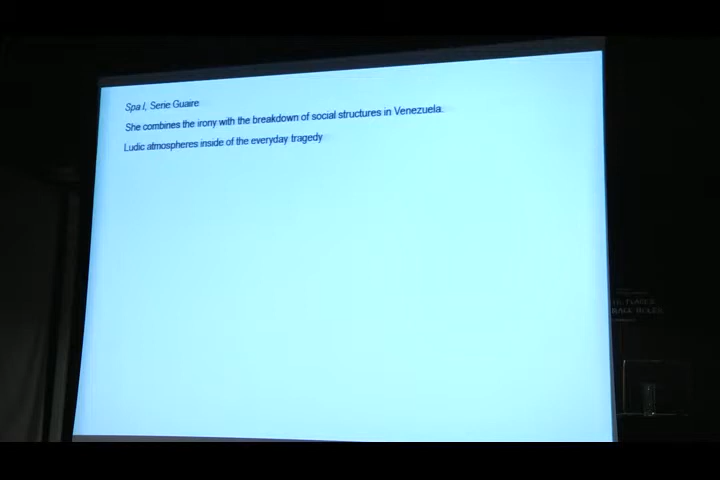 Spa I, Serie Guaire
She combines the irony with the breakdown of social structures in Venezuela.
Ludic atmospheres inside of the everyday tragedy